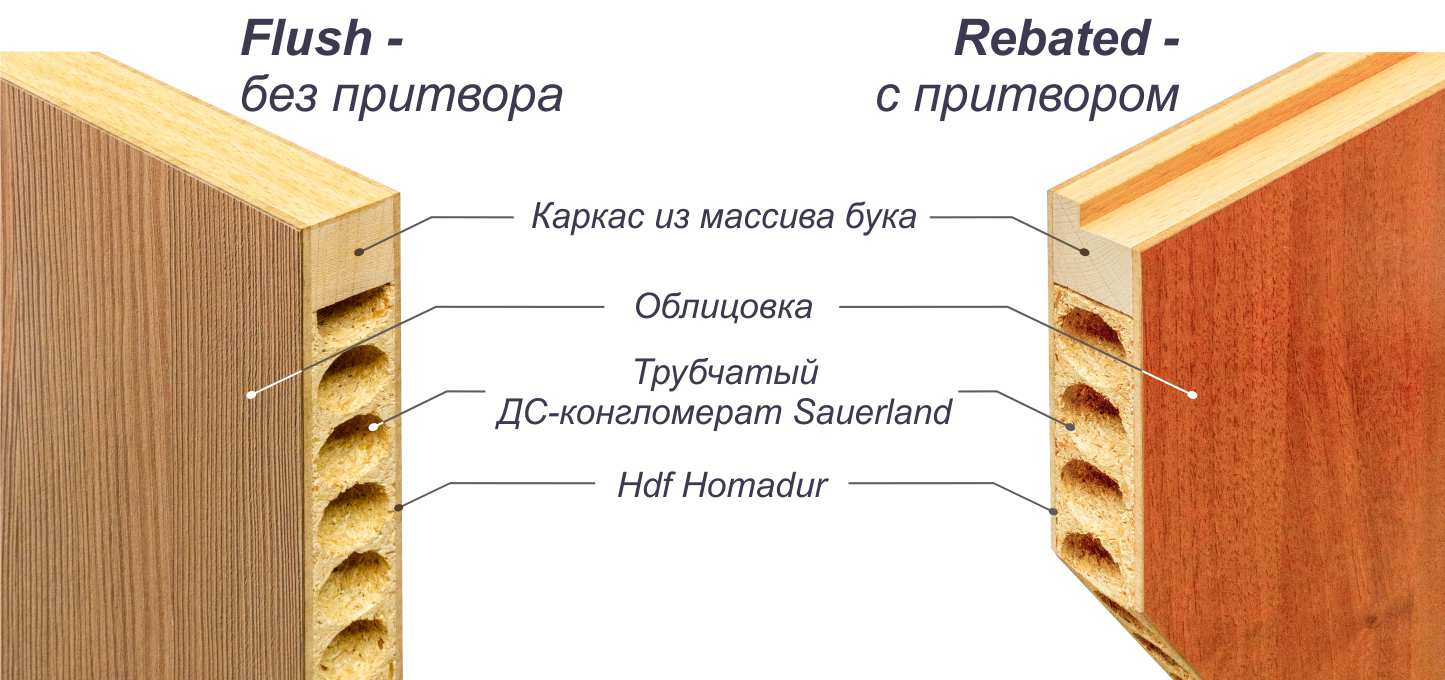 Flush -
без притвора
Rebated -
с притвором
Каркас из массива бука
Облицовка
Трубчатый
ДС-конгломерат Sauerland
Hdf Homadur